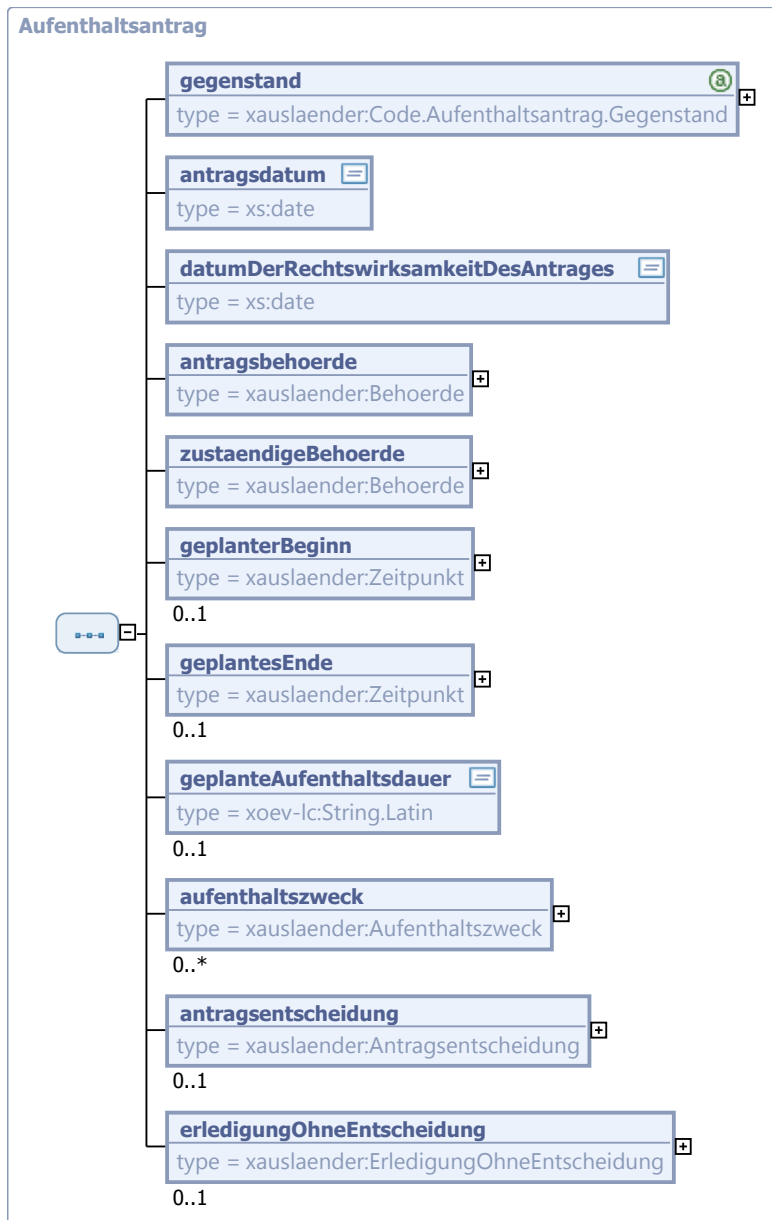 Aufenthaltsantrag
gegenstand
type = xauslaender:Code.Aufenthaltsantrag.Gegenstand
antragsdatum
type = xs:date
datumDerRechtswirksamkeitDesAntrages
type = xs:date
antragsbehoerde
type = xauslaender:Behoerde
zustaendigeBehoerde
type = xauslaender:Behoerde
geplanterBeginn
type = xauslaender:Zeitpunkt
0..1
geplantesEnde
type = xauslaender:Zeitpunkt
0..1
geplanteAufenthaltsdauer
type = xoev-lc:String.Latin
0..1
aufenthaltszweck
type = xauslaender:Aufenthaltszweck
0..*
antragsentscheidung
type = xauslaender:Antragsentscheidung
0..1
erledigungOhneEntscheidung
type = xauslaender:ErledigungOhneEntscheidung
0..1